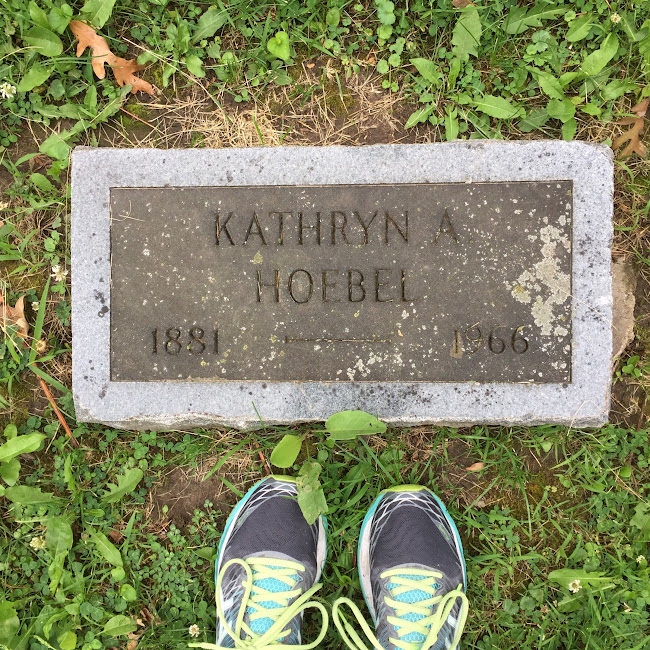 KATHRYN A.
HOEBEL
1881 — 1966